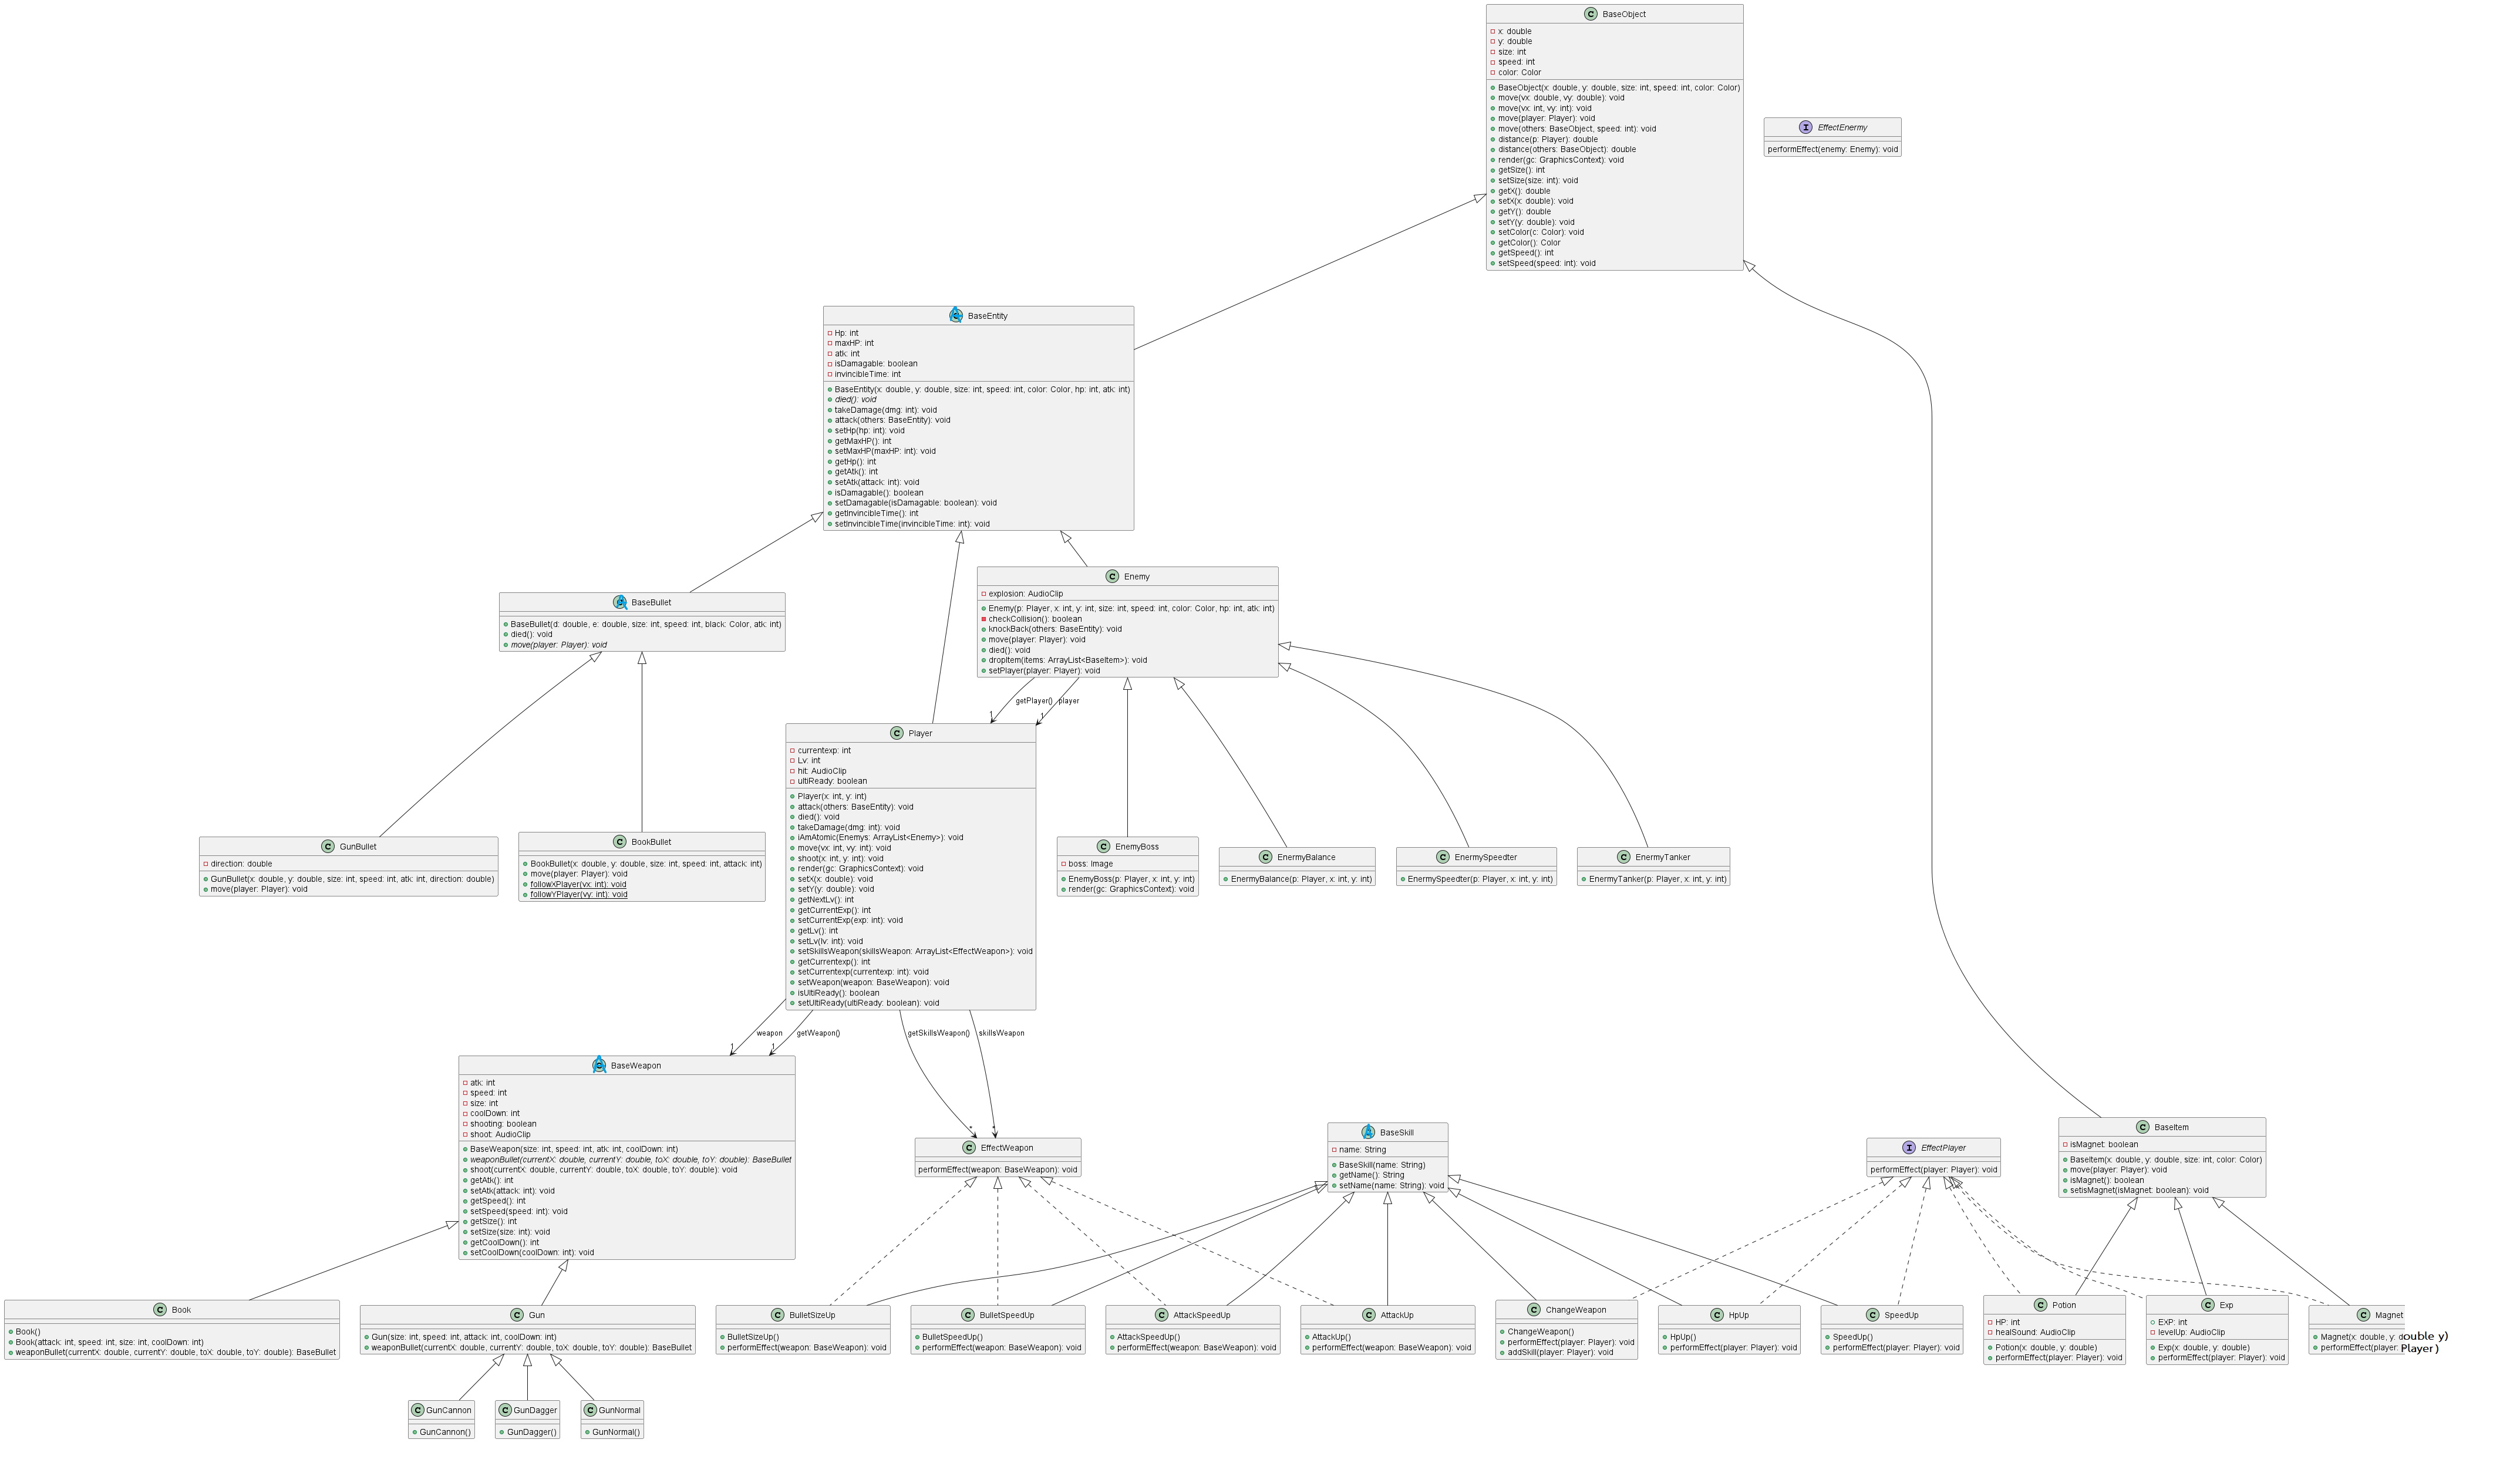 BaseObject
x: double
y: double
size: int
speed: int
color: Color
BaseObject(x: double, y: double, size: int, speed: int, color: Color)
move(vx: double, vy: double): void
move(vx: int, vy: int): void
move(player: Player): void
move(others: BaseObject, speed: int): void
distance(p: Player): double
distance(others: BaseObject): double
render(gc: GraphicsContext): void
getSize(): int
setSize(size: int): void
getX(): double
setX(x: double): void
getY(): double
setY(y: double): void
setColor(c: Color): void
getColor(): Color
getSpeed(): int
setSpeed(speed: int): void
EffectEnermy
performEffect(enemy: Enemy): void
BaseEntity
Hp: int
maxHP: int
atk: int
isDamagable: boolean
invincibleTime: int
BaseEntity(x: double, y: double, size: int, speed: int, color: Color, hp: int, atk: int)
died(): void
takeDamage(dmg: int): void
attack(others: BaseEntity): void
setHp(hp: int): void
getMaxHP(): int
setMaxHP(maxHP: int): void
getHp(): int
getAtk(): int
setAtk(attack: int): void
isDamagable(): boolean
setDamagable(isDamagable: boolean): void
getInvincibleTime(): int
setInvincibleTime(invincibleTime: int): void
BaseBullet
BaseBullet(d: double, e: double, size: int, speed: int, black: Color, atk: int)
died(): void
move(player: Player): void
Enemy
explosion: AudioClip
Enemy(p: Player, x: int, y: int, size: int, speed: int, color: Color, hp: int, atk: int)
checkCollision(): boolean
knockBack(others: BaseEntity): void
move(player: Player): void
died(): void
dropItem(items: ArrayList<BaseItem>): void
setPlayer(player: Player): void
getPlayer() player
1 1
Player
currentexp: int
Lv: int
hit: AudioClip
ultiReady: boolean
Player(x: int, y: int)
attack(others: BaseEntity): void
died(): void
takeDamage(dmg: int): void
iAmAtomic(Enemys: ArrayList<Enemy>): void
move(vx: int, vy: int): void
shoot(x: int, y: int): void
render(gc: GraphicsContext): void
setX(x: double): void
setY(y: double): void
getNextLv(): int
getCurrentExp(): int
setCurrentExp(exp: int): void
getLv(): int
setLv(lv: int): void
setSkillsWeapon(skillsWeapon: ArrayList<EffectWeapon>): void
getCurrentexp(): int
setCurrentexp(currentexp: int): void
setWeapon(weapon: BaseWeapon): void
isUltiReady(): boolean
setUltiReady(ultiReady: boolean): void
GunBullet
direction: double
GunBullet(x: double, y: double, size: int, speed: int, atk: int, direction: double)
move(player: Player): void
BookBullet
BookBullet(x: double, y: double, size: int, speed: int, attack: int)
move(player: Player): void
followXPlayer(vx: int): void
followYPlayer(vy: int): void
EnemyBoss
boss: Image
EnemyBoss(p: Player, x: int, y: int)
render(gc: GraphicsContext): void
EnermyBalance
EnermyBalance(p: Player, x: int, y: int)
EnermySpeedter
EnermySpeedter(p: Player, x: int, y: int)
EnermyTanker
EnermyTanker(p: Player, x: int, y: int)
weapon getWeapon() getSkillsWeapon() skillsWeapon
1 1 * *
BaseWeapon
atk: int
speed: int
size: int
coolDown: int
shooting: boolean
shoot: AudioClip
BaseWeapon(size: int, speed: int, atk: int, coolDown: int)
weaponBullet(currentX: double, currentY: double, toX: double, toY: double): BaseBullet
shoot(currentX: double, currentY: double, toX: double, toY: double): void
getAtk(): int
setAtk(attack: int): void
getSpeed(): int
setSpeed(speed: int): void
getSize(): int
setSize(size: int): void
getCoolDown(): int
setCoolDown(coolDown: int): void
EffectWeapon
performEffect(weapon: BaseWeapon): void
BaseSkill
name: String
BaseSkill(name: String)
getName(): String
setName(name: String): void
EffectPlayer
performEffect(player: Player): void
BaseItem
isMagnet: boolean
BaseItem(x: double, y: double, size: int, color: Color)
move(player: Player): void
isMagnet(): boolean
setisMagnet(isMagnet: boolean): void
Book
Book()
Book(attack: int, speed: int, size: int, coolDown: int)
weaponBullet(currentX: double, currentY: double, toX: double, toY: double): BaseBullet
Gun
Gun(size: int, speed: int, attack: int, coolDown: int)
weaponBullet(currentX: double, currentY: double, toX: double, toY: double): BaseBullet
BulletSizeUp
BulletSizeUp()
performEffect(weapon: BaseWeapon): void
BulletSpeedUp
BulletSpeedUp()
performEffect(weapon: BaseWeapon): void
AttackSpeedUp
AttackSpeedUp()
performEffect(weapon: BaseWeapon): void
AttackUp
AttackUp()
performEffect(weapon: BaseWeapon): void
ChangeWeapon
ChangeWeapon()
performEffect(player: Player): void
addSkill(player: Player): void
HpUp
HpUp()
performEffect(player: Player): void
SpeedUp
SpeedUp()
performEffect(player: Player): void
Potion
HP: int
healSound: AudioClip
Potion(x: double, y: double)
performEffect(player: Player): void
Exp
EXP: int
levelUp: AudioClip
Exp(x: double, y: double)
performEffect(player: Player): void
Magnet
Magnet(x: double, y: double y)
performEffect(player: Player)
GunCannon
GunCannon()
GunDagger
GunDagger()
GunNormal
GunNormal()